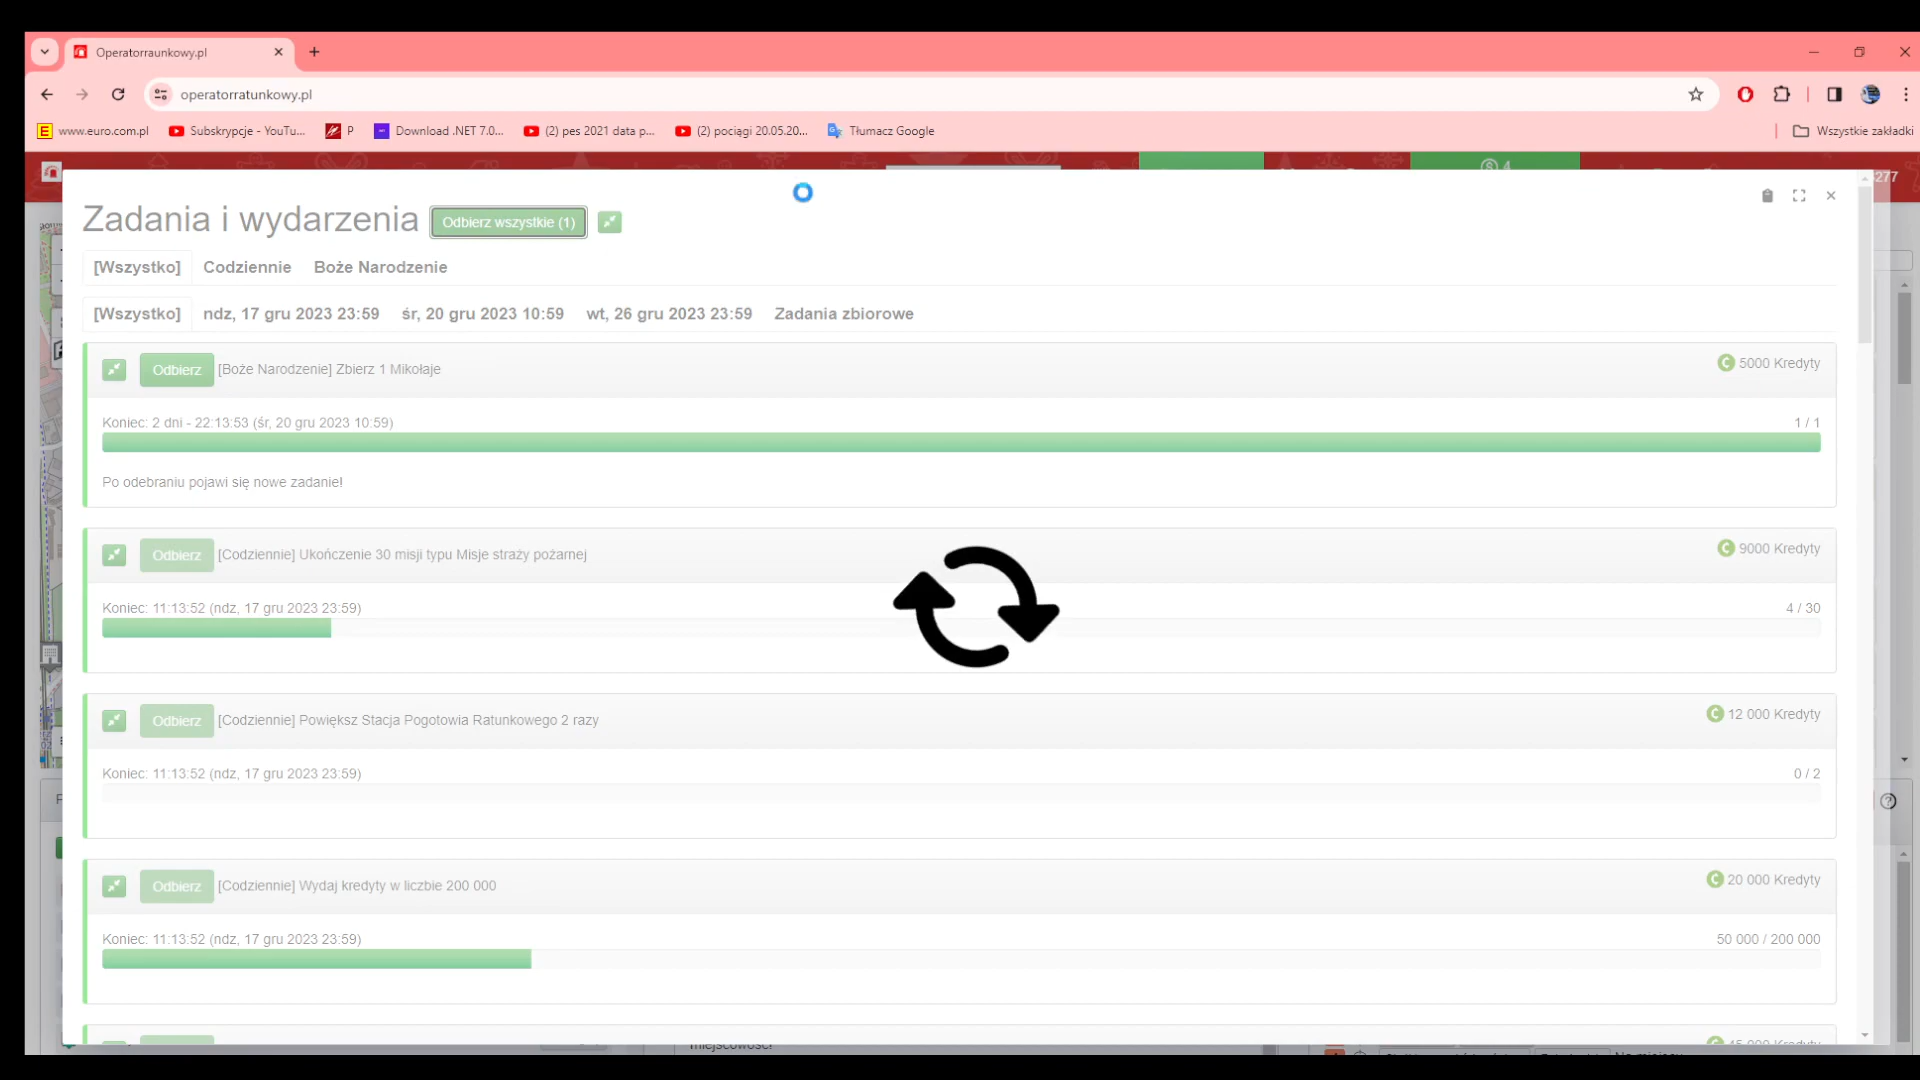 Operatorraunkowy.pl
operatorratunkowy.pl
E www.euro.com.pl
Subskrypcje - YouTu...
P
Download .NET 7.0...
(2) pes 2021 data p...
(2) pociągi 20.05.20...
Tłumacz Google
Wszystkie zakładki
4
277
Zadania i wydarzenia
Odbierz wszystkie (1)
[Wszystko] Codziennie Boże Narodzenie
[Wszystko] ndz, 17 gru 2023 23:59 śr, 20 gru 2023 10:59 wt, 26 gru 2023 23:59 Zadania zbiorowe
Odbierz [Boże Narodzenie] Zbierz 1 Mikołaje 5000 Kredyty
Koniec: 2 dni - 22:13:53 (śr, 20 gru 2023 10:59) 1 / 1
Po odebraniu pojawi się nowe zadanie!
Odbierz [Codziennie] Ukończenie 30 misji typu Misje straży pożarnej 9000 Kredyty
Koniec: 11:13:52 (ndz, 17 gru 2023 23:59) 4 / 30
Odbierz [Codziennie] Powiększ Stacja Pogotowia Ratunkowego 2 razy 12 000 Kredyty
Koniec: 11:13:52 (ndz, 17 gru 2023 23:59) 0 / 2
Odbierz [Codziennie] Wydaj kredyty w liczbie 200 000 20 000 Kredyty
Koniec: 11:13:52 (ndz, 17 gru 2023 23:59) 50 000 / 200 000
45 000 Kredyty
miejscowość!